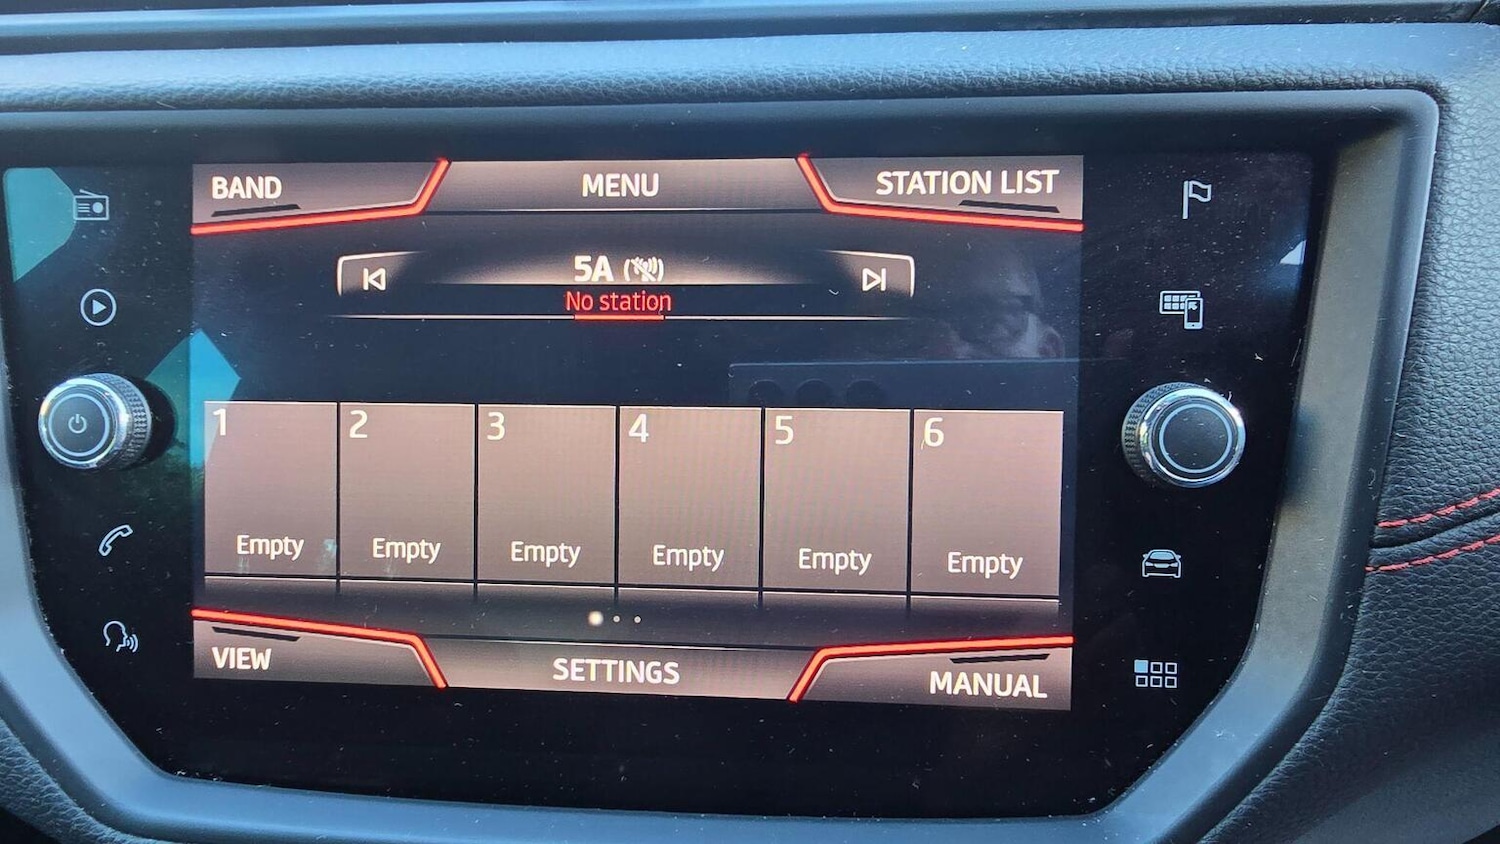 BAND
MENU
STATION LIST
5A
No station
1
2
3
4
5
6
Empty
Empty
Empty
Empty
Empty
Empty
VIEW
SETTINGS
MANUAL